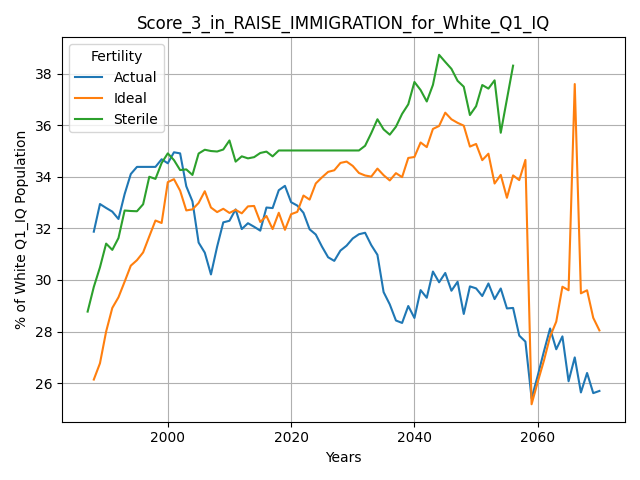 Score_3_in_RAISE_IMMIGRATION_for_White_Q1_IQ
Fertility
Actual
Ideal
Sterile
% of White Q1_IQ Population
38
36
34
32
30
28
26
2000
2020
2040
2060
Years